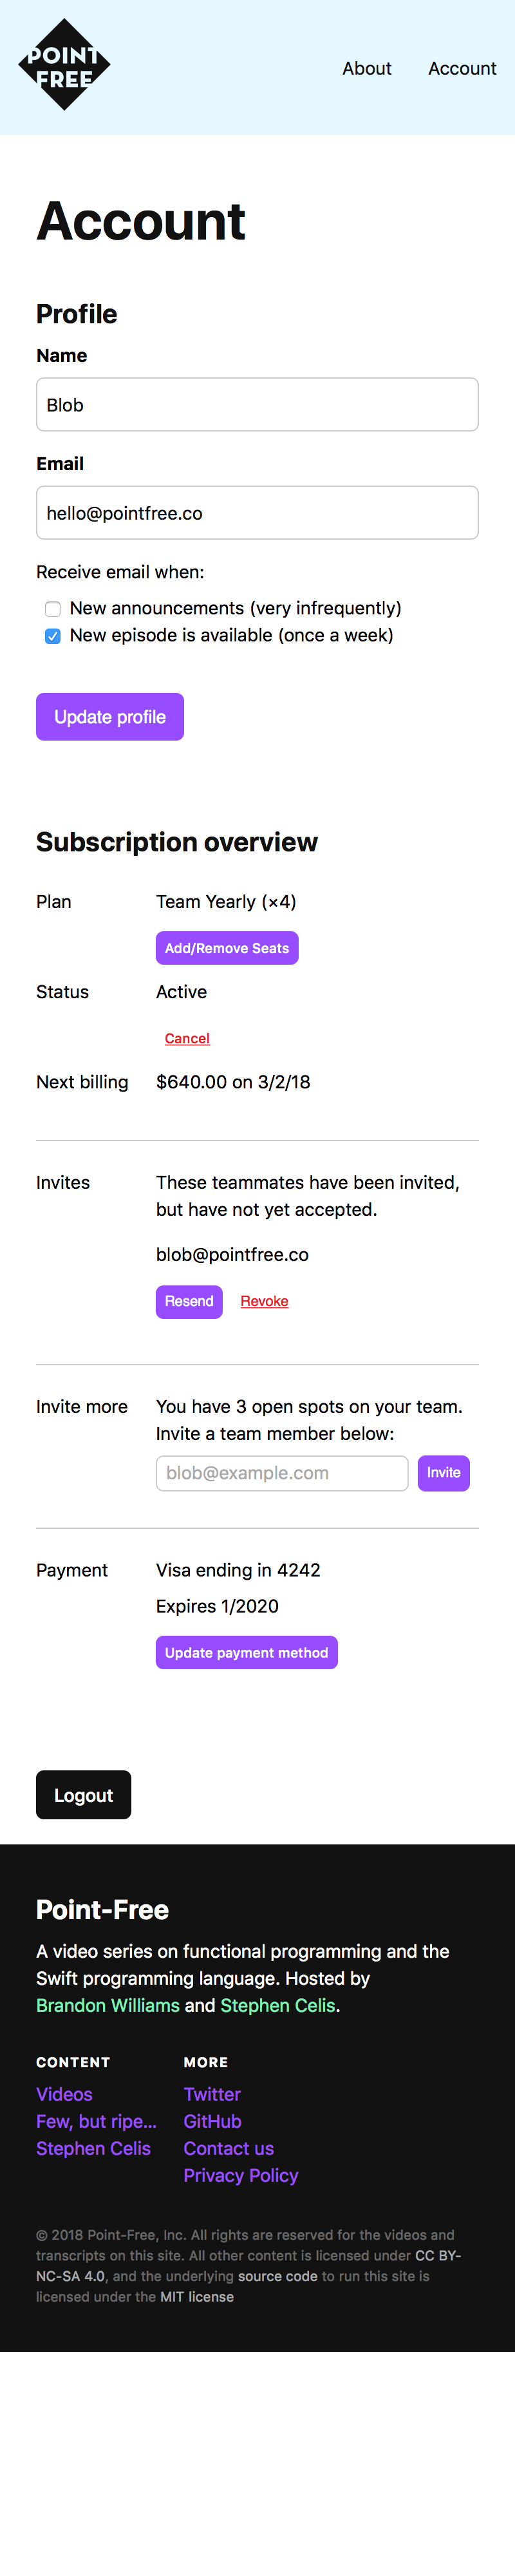 POINT
FREE
About
Account
Account
Profile
Name
Blob
Email
hello@pointfree.co
Receive email when:
New announcements (very infrequently)
New episode is available (once a week)
Update profile
Subscription overview
Plan
Team Yearly (×4)
Add/Remove Seats
Status
Active
Cancel
Next billing
$640.00 on 3/2/18
Invites
These teammates have been invited,
but have not yet accepted.
blob@pointfree.co
Resend
Revoke
Invite more
You have 3 open spots on your team.
Invite a team member below:
blob@example.com
Invite
Payment
Visa ending in 4242
Expires 1/2020
Update payment method
Logout
Point-Free
A video series on functional programming and the
Swift programming language. Hosted by
Brandon Williams and Stephen Celis.
CONTENT
Videos
Few, but ripe...
Stephen Celis
MORE
Twitter
GitHub
Contact us
Privacy Policy
© 2018 Point-Free, Inc. All rights are reserved for the videos and
transcripts on this site. All other content is licensed under CC BY-
NC-SA 4.0, and the underlying source code to run this site is
licensed under the MIT license